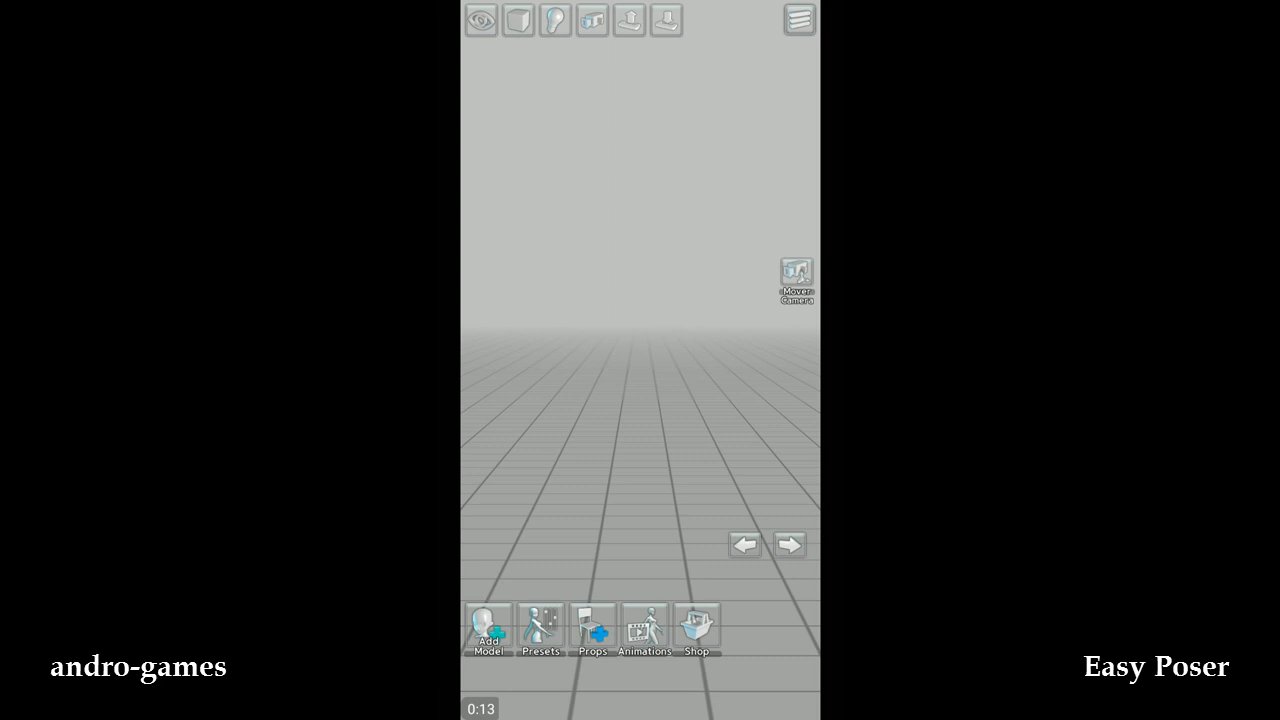 Mover
Camera
Add
Model
Presets
Props
Animations
Shop
andro-games
Easy Poser
0:13